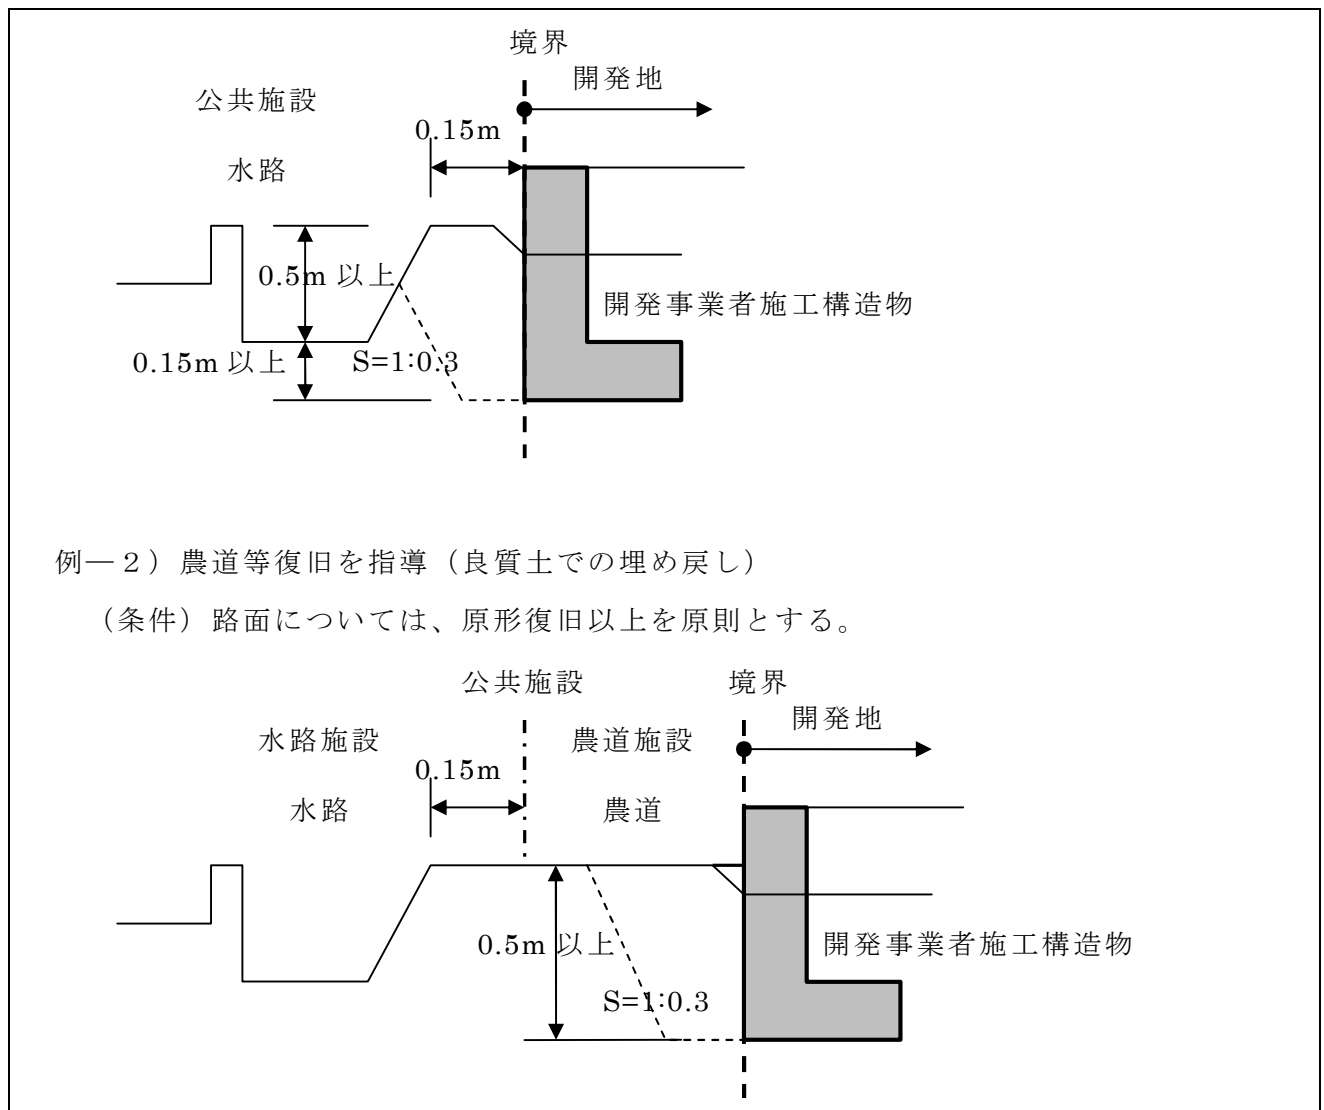 境界
開発地
公共施設
0.15m
水路
0.5m 以上
開発事業者施工構造物
0.15m 以上
S=1:0.3
例―２）農道等復旧を指導（良質土での埋め戻し）
（条件）路面については、原形復旧以上を原則とする。
公共施設
境界
開発地
水路施設
農道施設
0.15m
水路
農道
0.5m 以上
開発事業者施工構造物
S=1:0.3